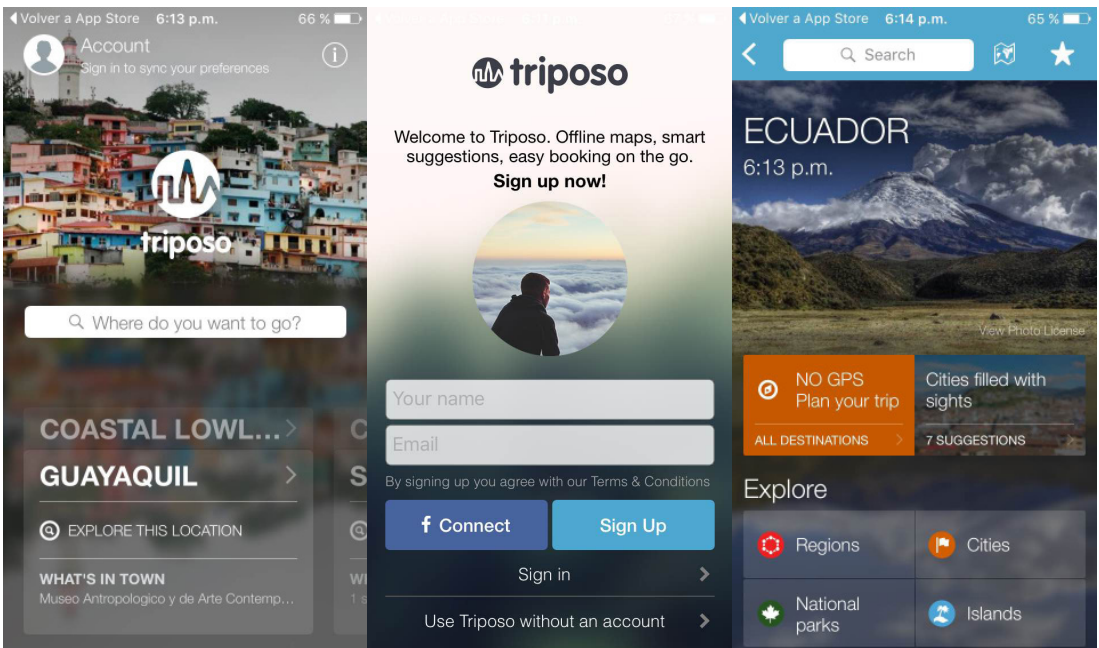 Volver a App Store 6:13 p.m. 66 %
Account
Sign in to sync your preferences
triposo
Where do you want to go?
COASTAL LOWL...
GUAYAQUIL
EXPLORE THIS LOCATION
WHAT'S IN TOWN
Museo Antropologico y de Arte Contemp...
C
S
WI
1 s
triposo
Welcome to Triposo. Offline maps, smart
suggestions, easy booking on the go.
Sign up now!
Your name
Email
By signing up you agree with our Terms & Conditions
f Connect
Sign Up
Sign in
Use Triposo without an account
Volver a App Store 6:14 p.m. 65 %
Search
ECUADOR
6:13 p.m.
View Photo License
NO GPS
Plan your trip
ALL DESTINATIONS
Cities filled with
sights
7 SUGGESTIONS
Explore
Regions
Cities
National
parks
Islands